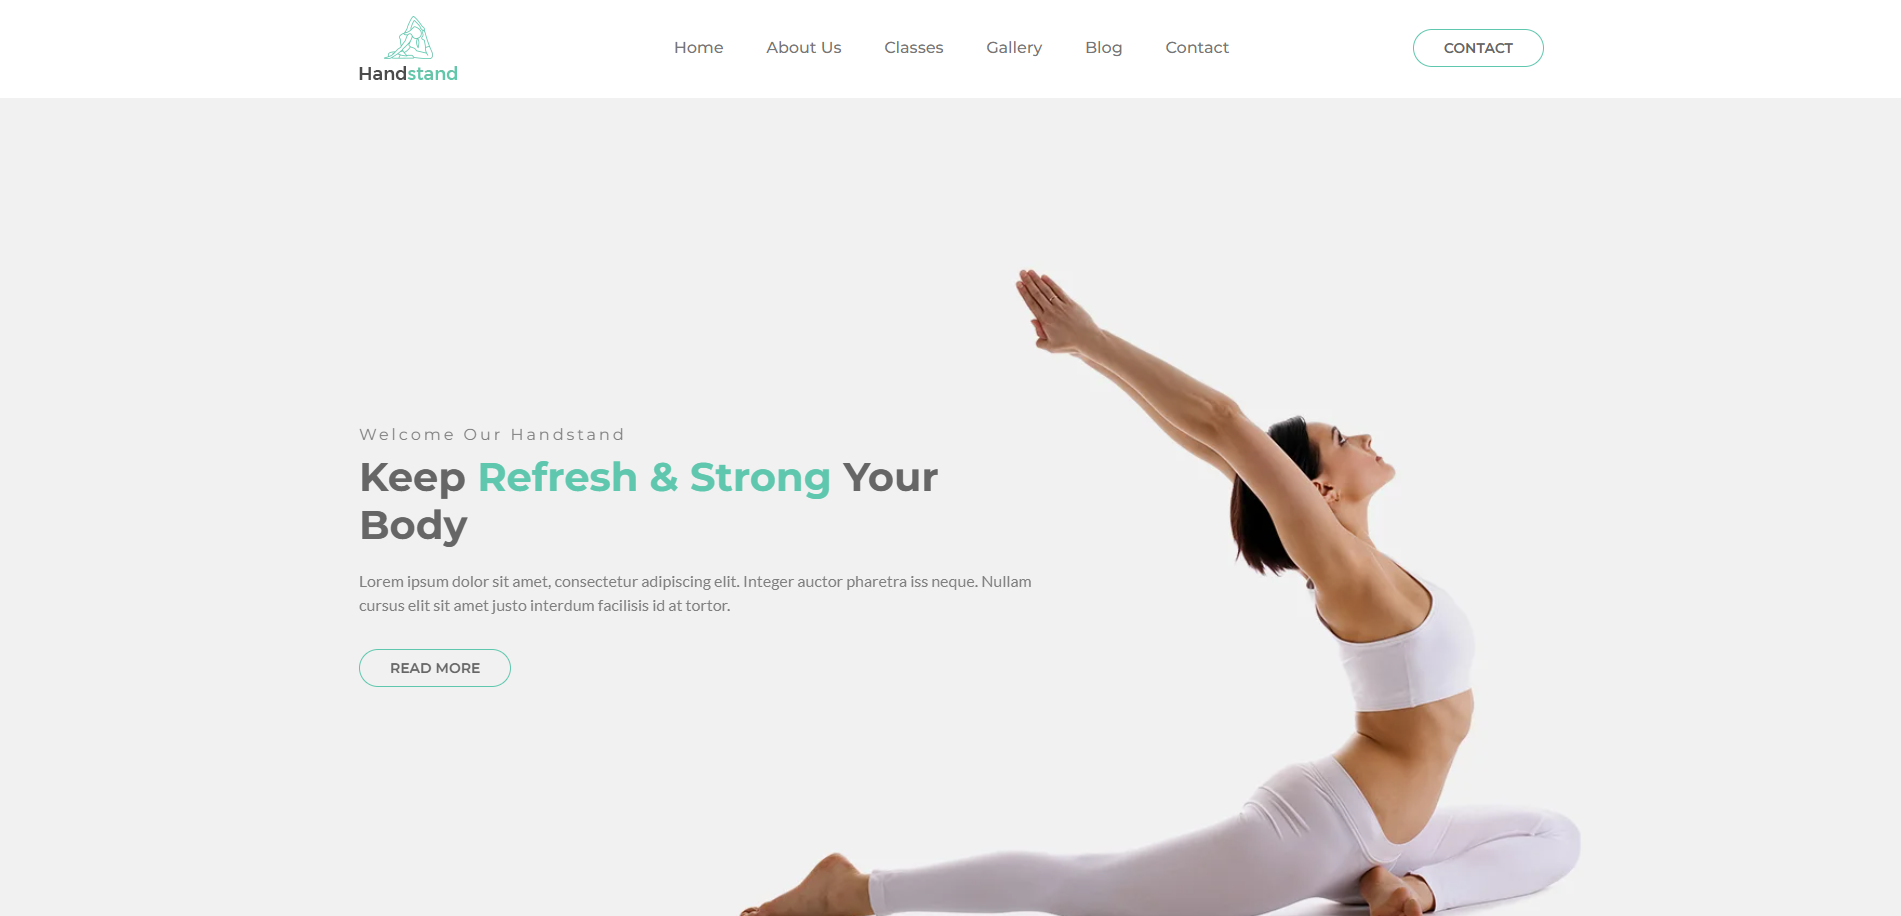 Handstand
Home About Us Classes Gallery Blog Contact
CONTACT
Welcome Our Handstand
Keep Refresh & Strong Your
Body
Lorem ipsum dolor sit amet, consectetur adipiscing elit. Integer auctor pharetra iss neque. Nullam
cursus elit sit amet justo interdum facilisis id at tortor.
READ MORE